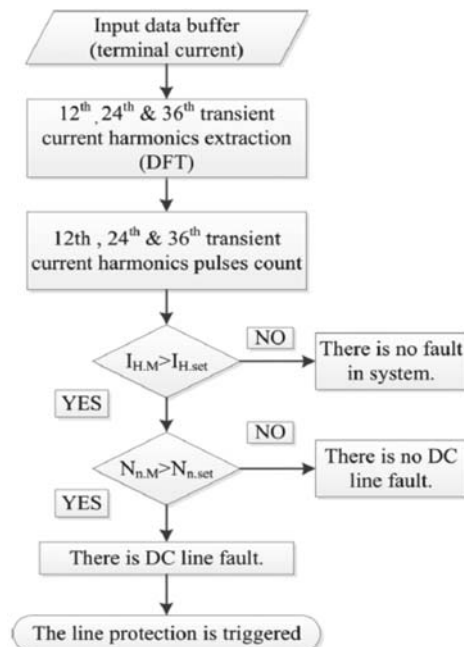 Input data buffer
(terminal current)
12th, 24th & 36th transient
current harmonics extraction
(DFT)
12th , 24th & 36th transient
current harmonics pulses count
IH.M>IH.set
NO
There is no fault
in system.
YES
Nn.M>Nn.set
NO
There is no DC
line fault.
YES
There is DC line fault.
The line protection is triggered